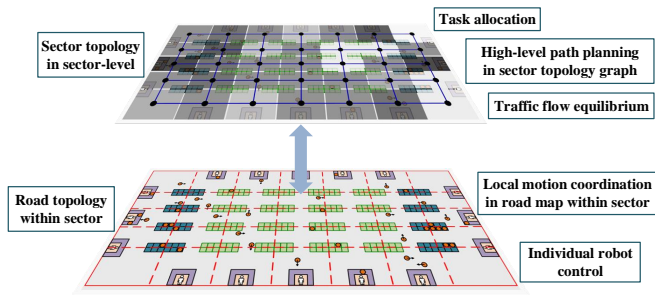 Task allocation
Sector topology
in sector-level
High-level path planning
in sector topology graph
Traffic flow equilibrium
Road topology
within sector
Local motion coordination
in road map within sector
Individual robot
control